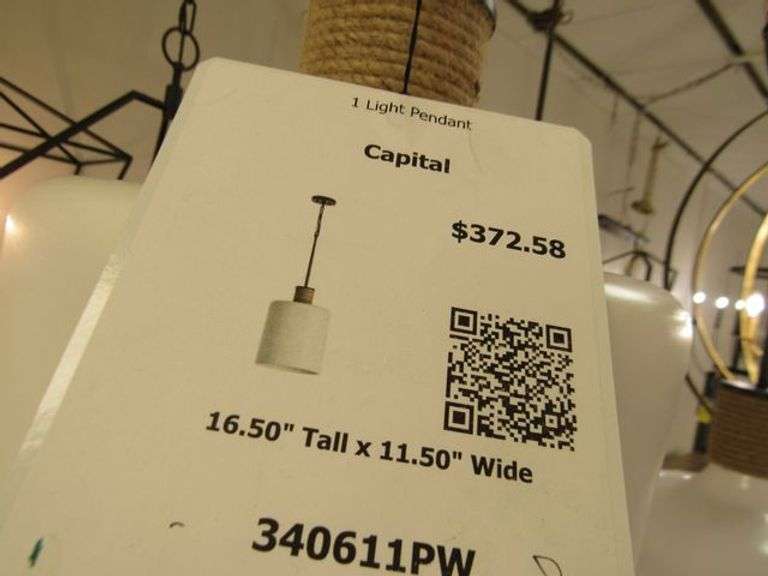 1 Light Pendant
Capital
$372.58
16.50" Tall x 11.50" Wide
340611PW